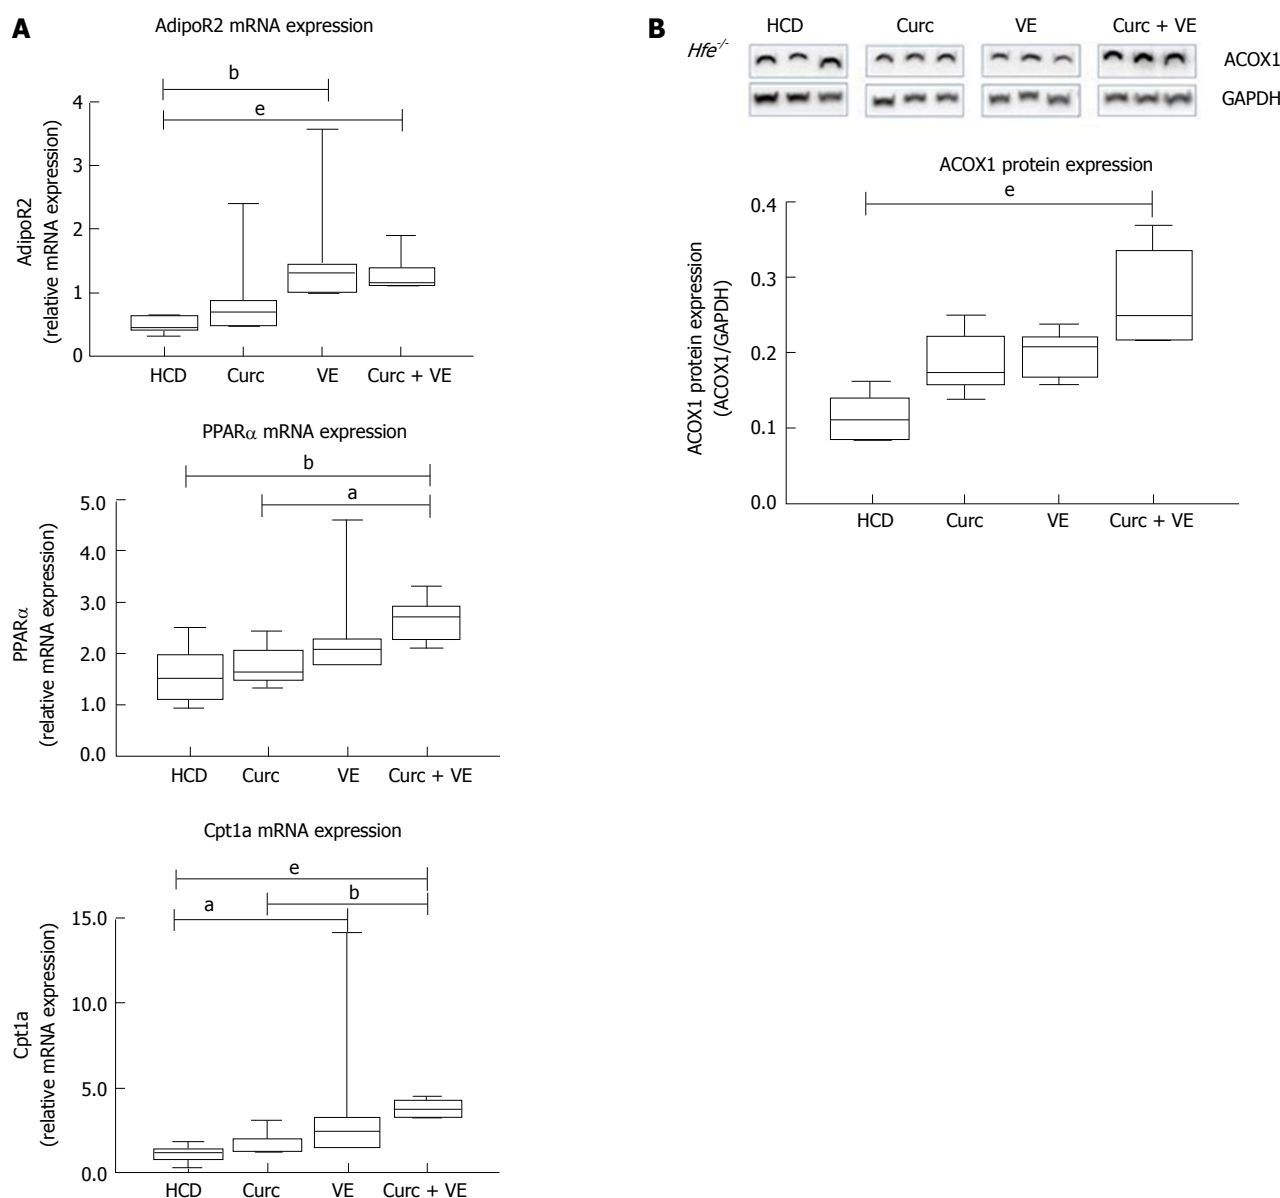 A
AdipoR2 mRNA expression
b
e
AdipoR2
(relative mRNA expression)
4
3
2
1
0
HCD Curc VE Curc + VE
PPARα mRNA expression
b
a
PPARα
(relative mRNA expression)
5.0
4.0
3.0
2.0
1.0
0.0
HCD Curc VE Curc + VE
Cpt1a mRNA expression
e
b
a
Cpt1a
(relative mRNA expression)
15.0
10.0
5.0
0.0
HCD Curc VE Curc + VE
B
HCD Curc VE Curc + VE
Hfe-/-
ACOX1
GAPDH
ACOX1 protein expression
e
ACOX1 protein expression
(ACOX1/GAPDH)
0.4
0.3
0.2
0.1
0.0
HCD Curc VE Curc + VE